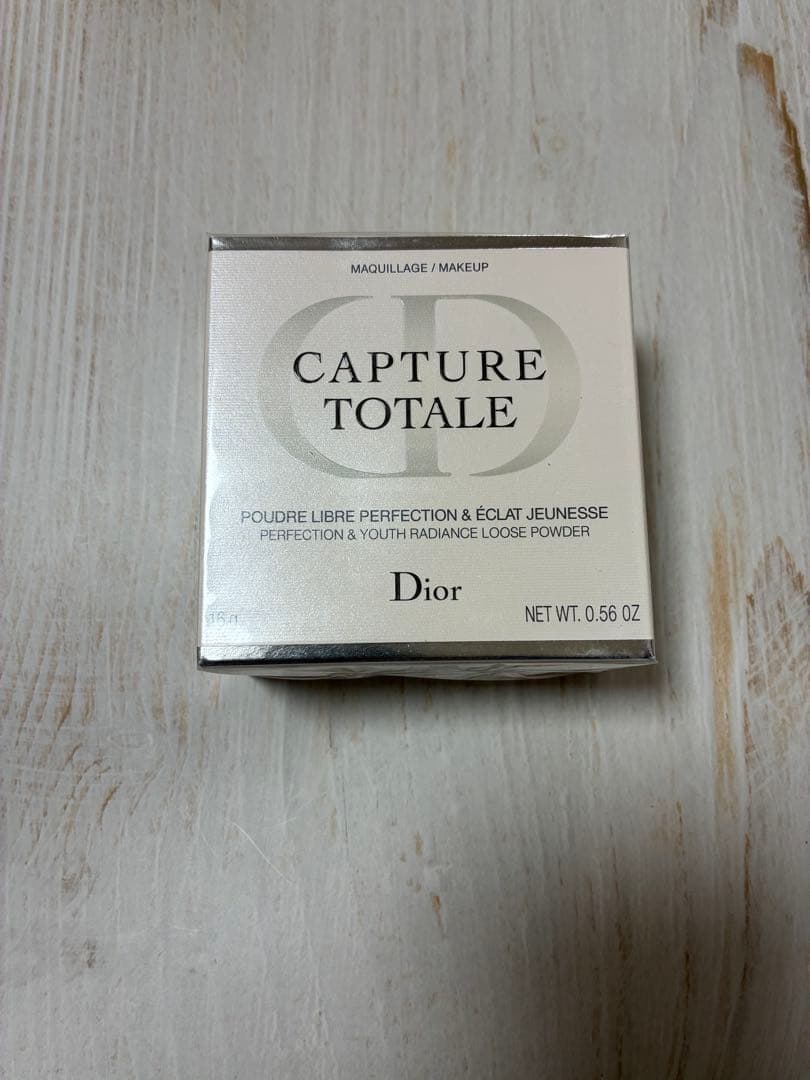 MAQUILLAGE / MAKEUP
CAPTURE
TOTALE
POUDRE LIBRE PERFECTION & ÉCLAT JEUNESSE
PERFECTION & YOUTH RADIANCE LOOSE POWDER
Dior
16 g
NET WT. 0.56 OZ